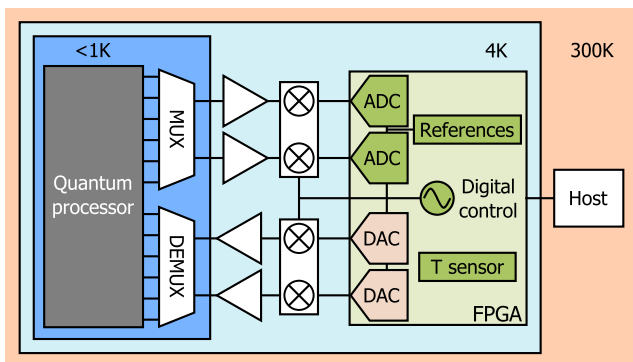 <1K
4K
300K
Quantum
processor
MUX
DEMUX
ADC
References
ADC
Digital
control
Host
DAC
T sensor
DAC
FPGA